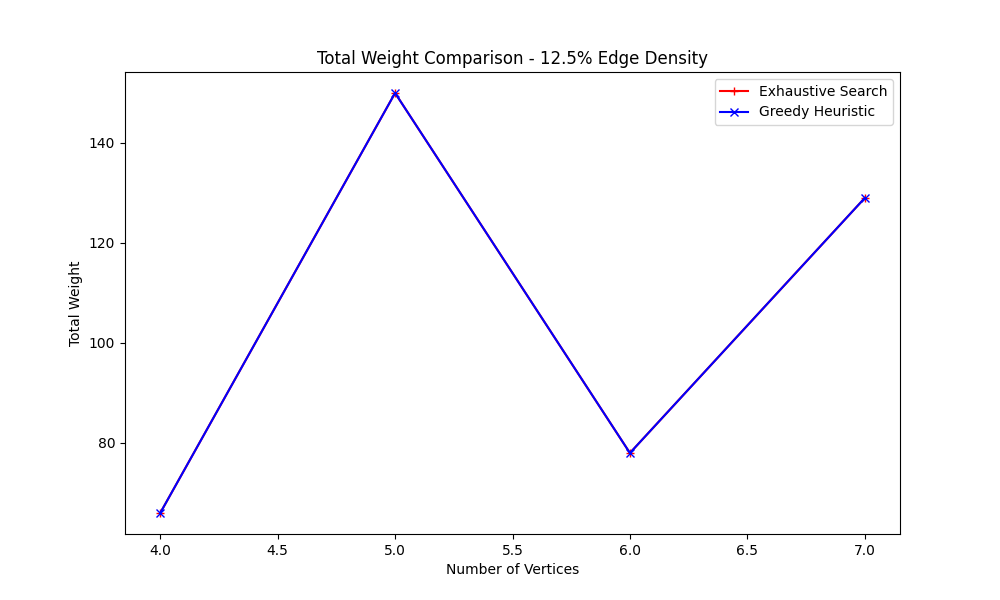 Total Weight Comparison - 12.5% Edge Density
Exhaustive Search
Greedy Heuristic
Total Weight
140
120
100
80
4.0 4.5 5.0 5.5 6.0 6.5 7.0
Number of Vertices